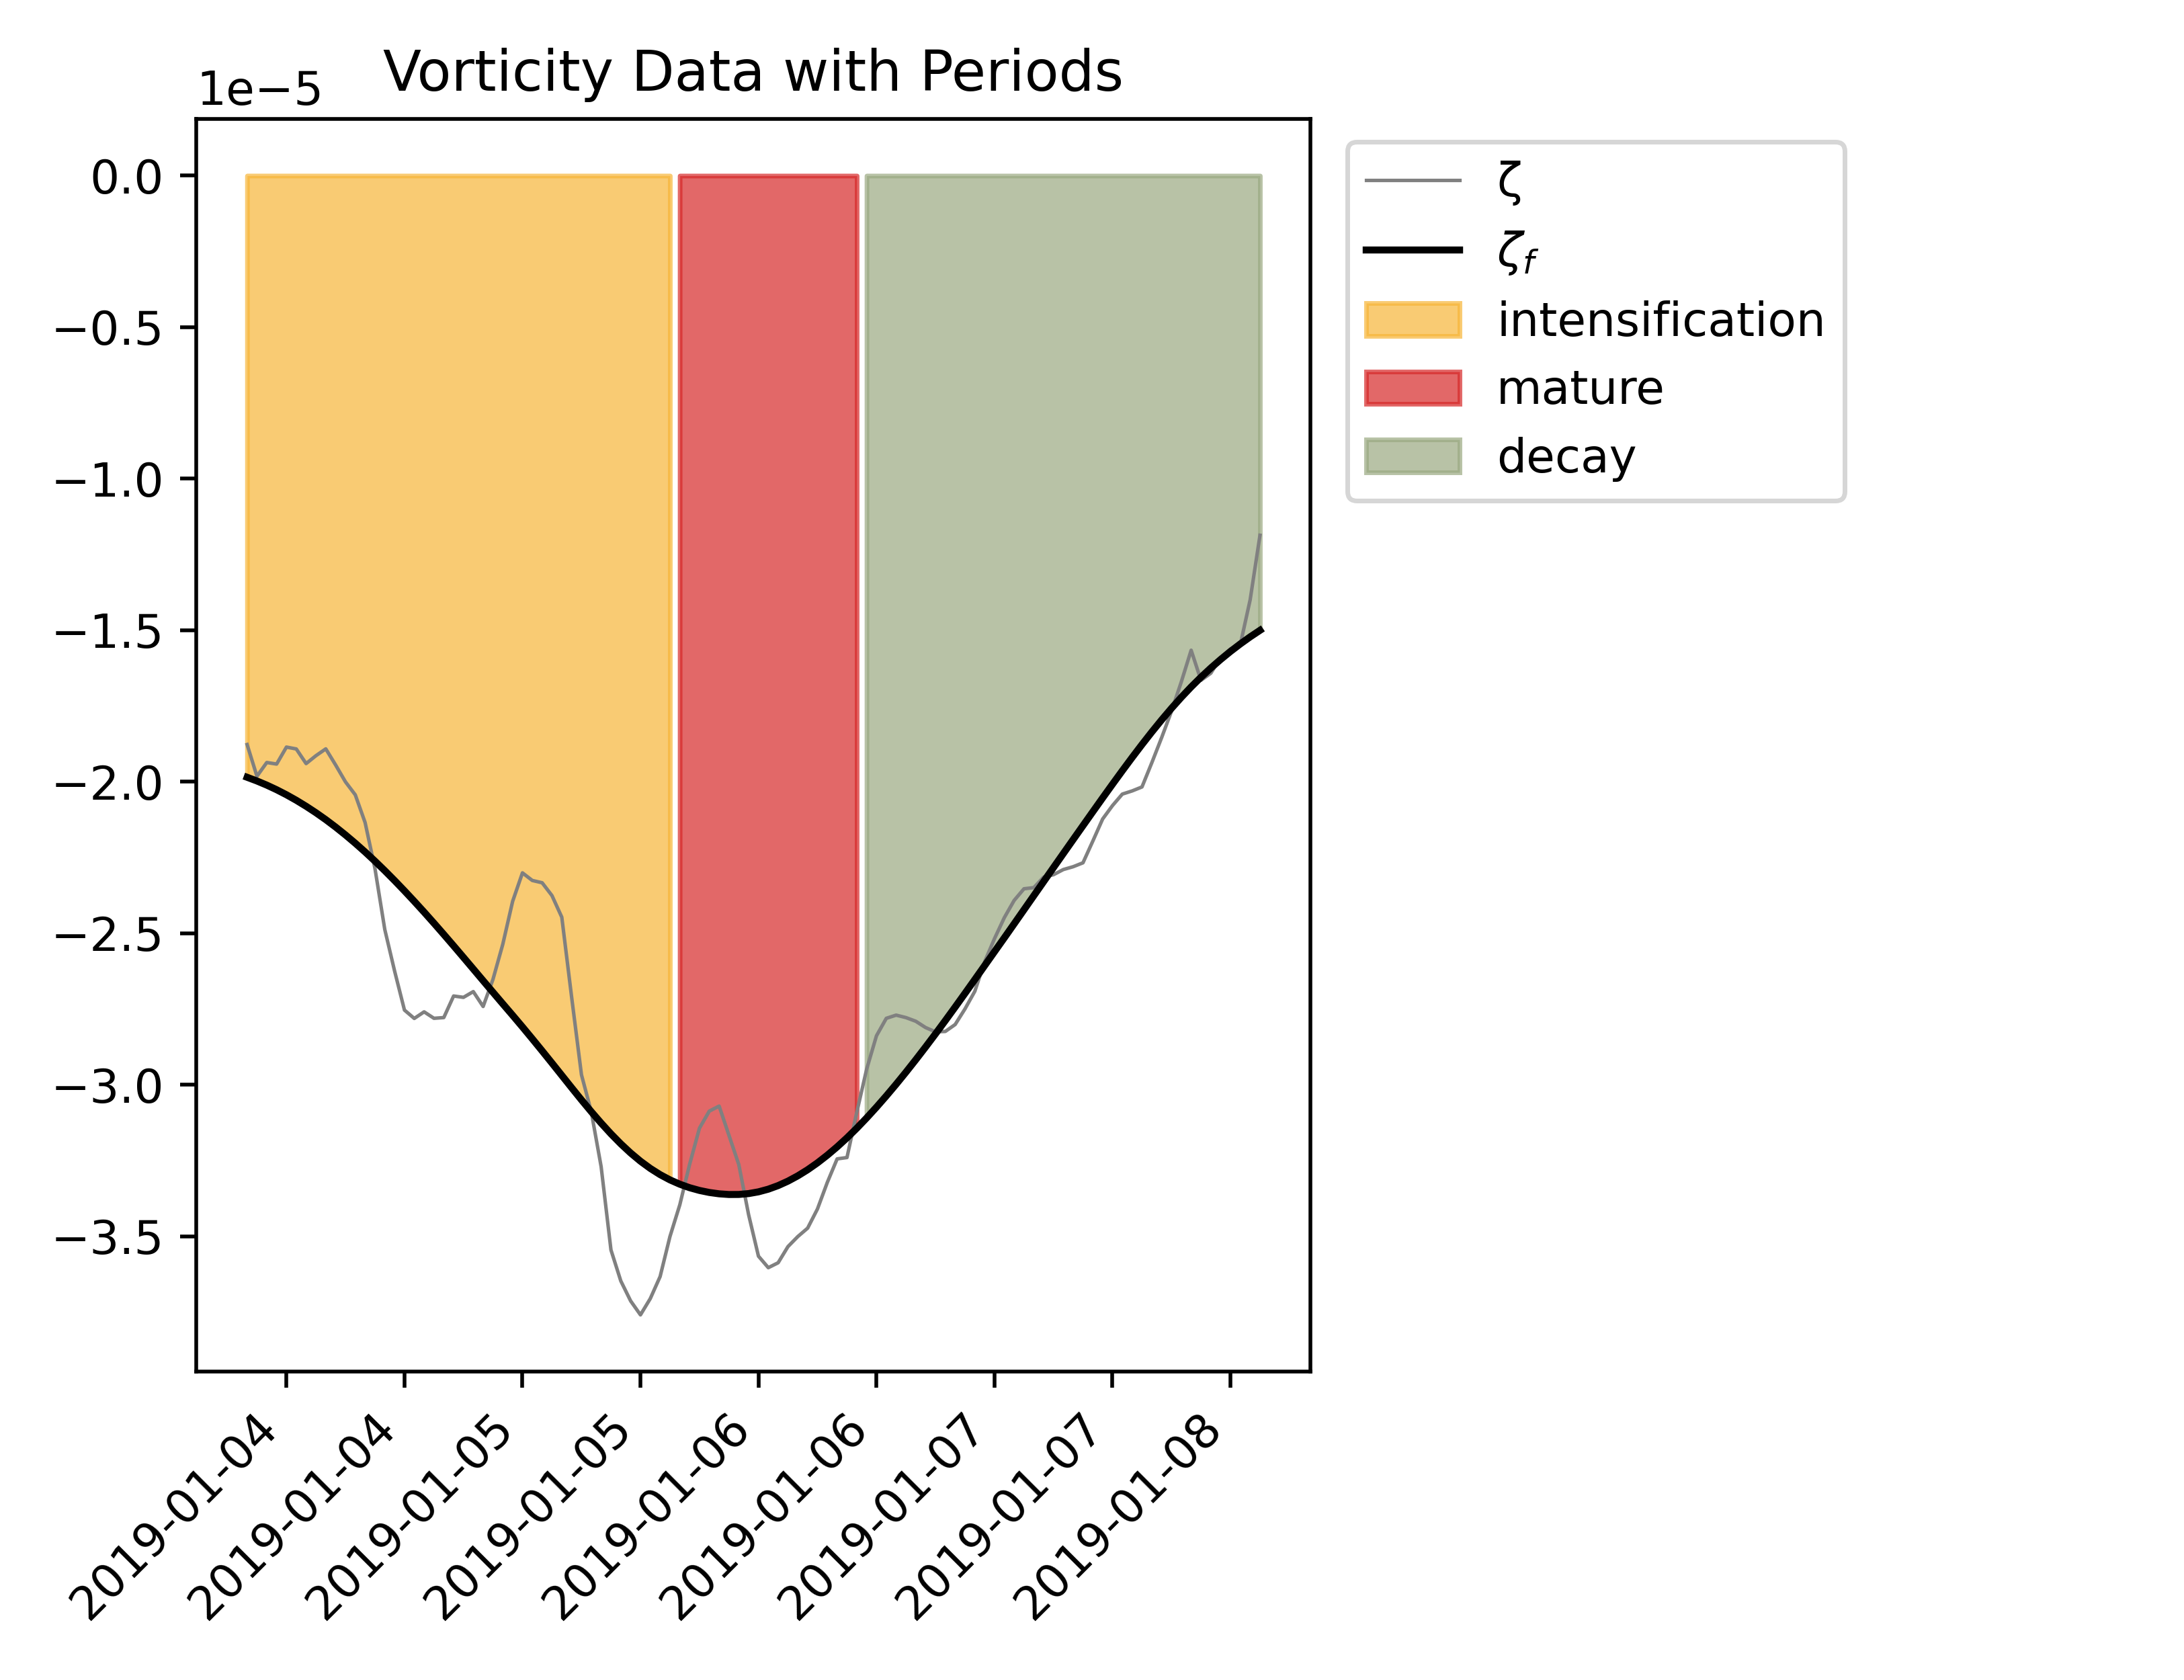 Vorticity Data with Periods
1e−5
0.0
−0.5
−1.0
−1.5
−2.0
−2.5
−3.0
−3.5
2019-01-04
2019-01-04
2019-01-05
2019-01-05
2019-01-06
2019-01-06
2019-01-07
2019-01-07
2019-01-08
ζ
ζf
intensification
mature
decay